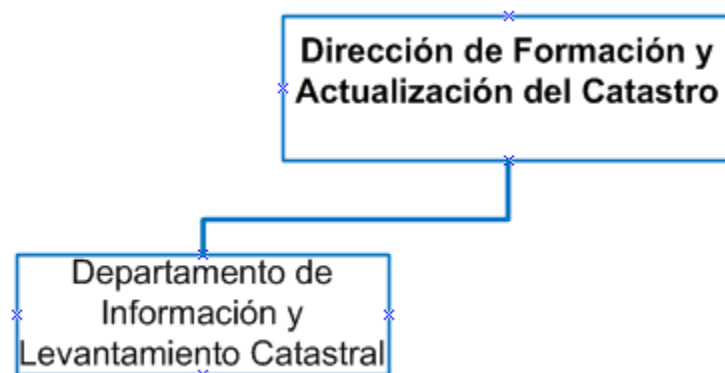 Dirección de Formación y
Actualización del Catastro
Departamento de
Información y
Levantamiento Catastral